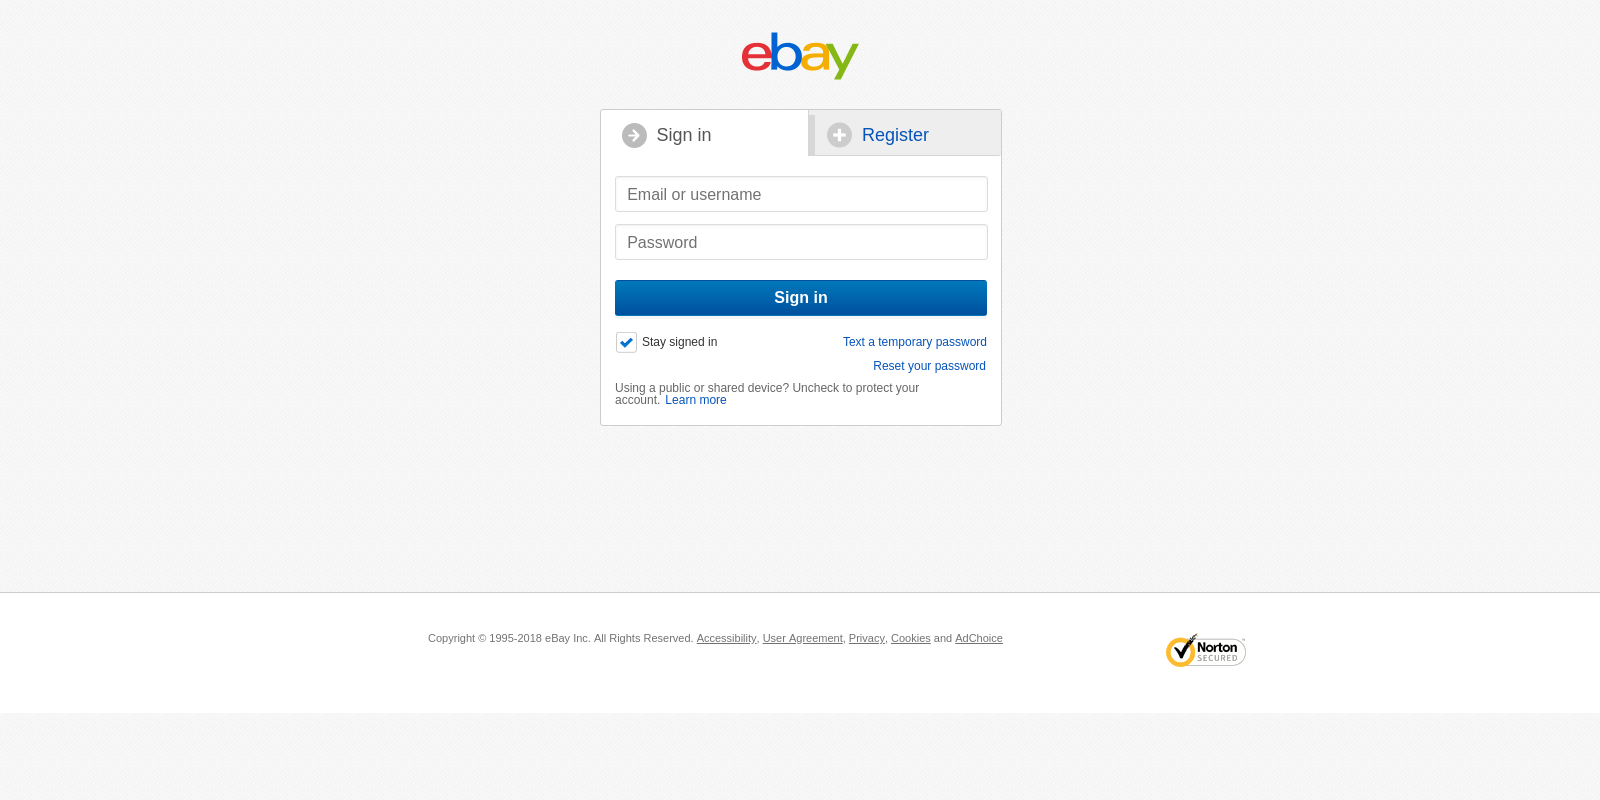 ebay
Sign in
Register
Email or username
Password
Sign in
Stay signed in
Text a temporary password
Reset your password
Using a public or shared device? Uncheck to protect your
account. Learn more
Copyright © 1995-2018 eBay Inc. All Rights Reserved. Accessibility, User Agreement, Privacy, Cookies and AdChoice
Norton
SECURED